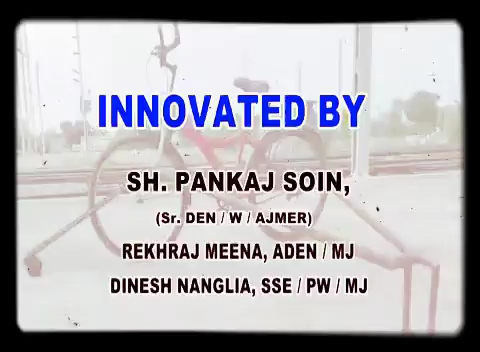 INNOVATED BY
SH. PANKAJ SOIN,
(Sr. DEN / W / AJMER)
REKHRAJ MEENA, ADEN / MJ
DINESH NANGLIA, SSE / PW / MJ